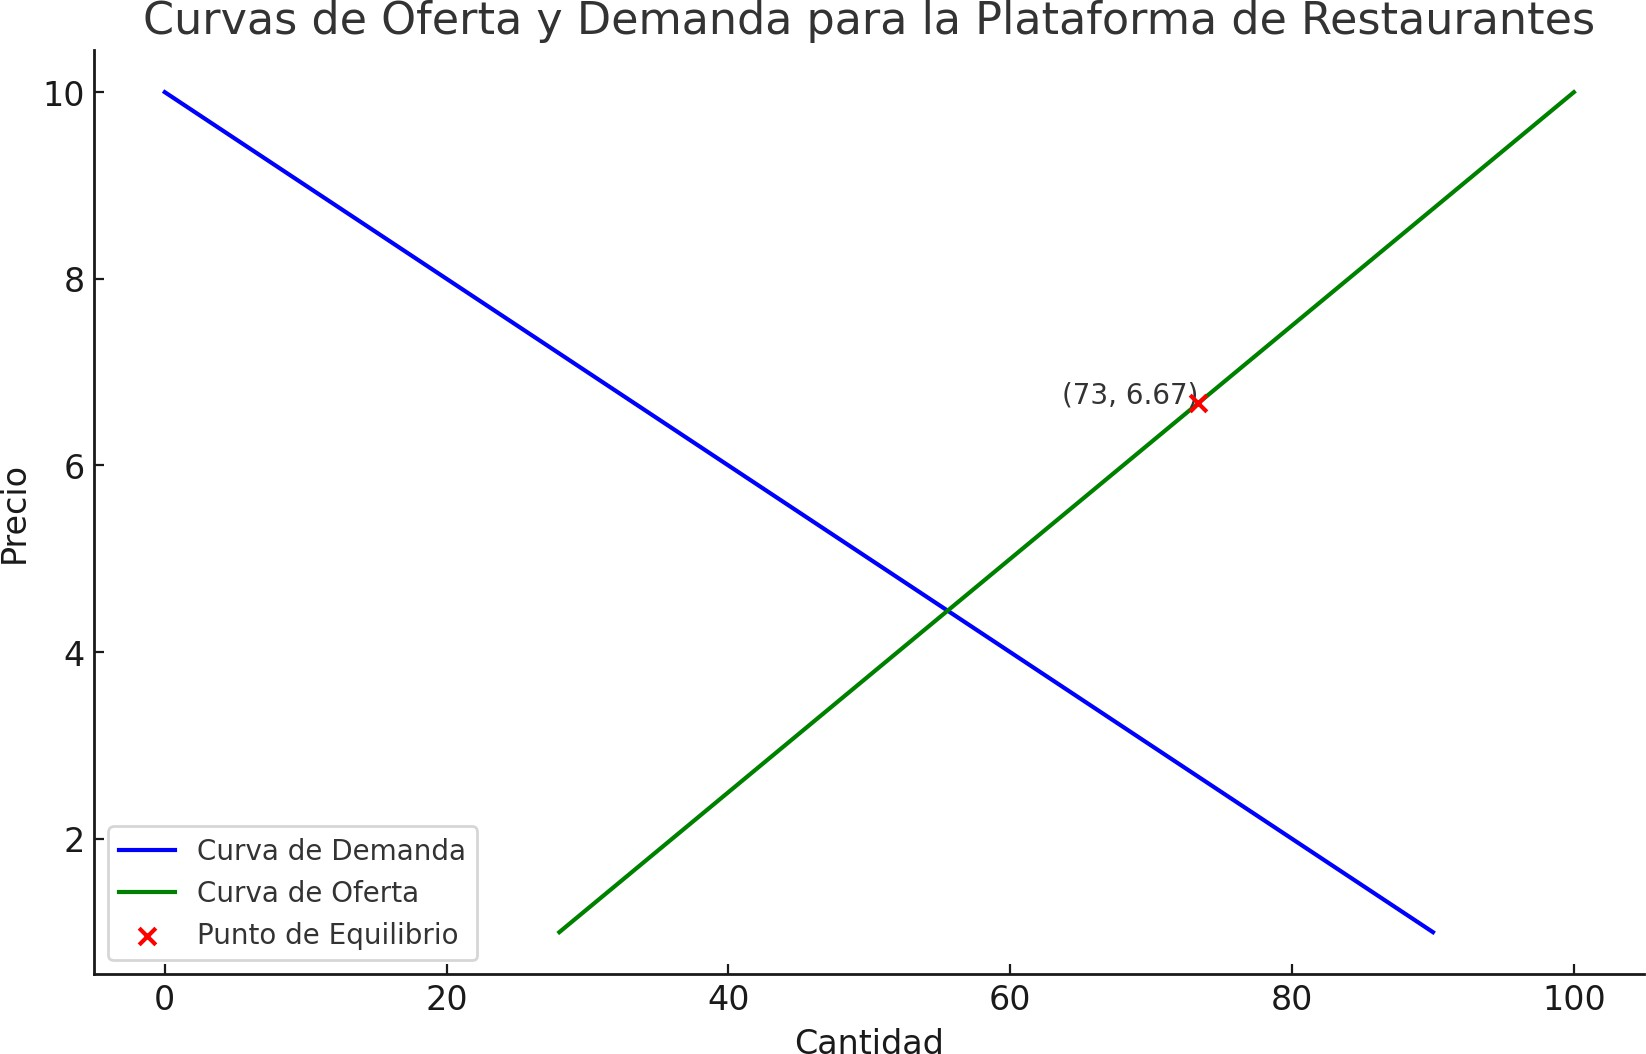 Curvas de Oferta y Demanda para la Plataforma de Restaurantes
10
8
6
4
2
Precio
(73, 6.67)
Curva de Demanda
Curva de Oferta
Punto de Equilibrio
0 20 40 60 80 100
Cantidad